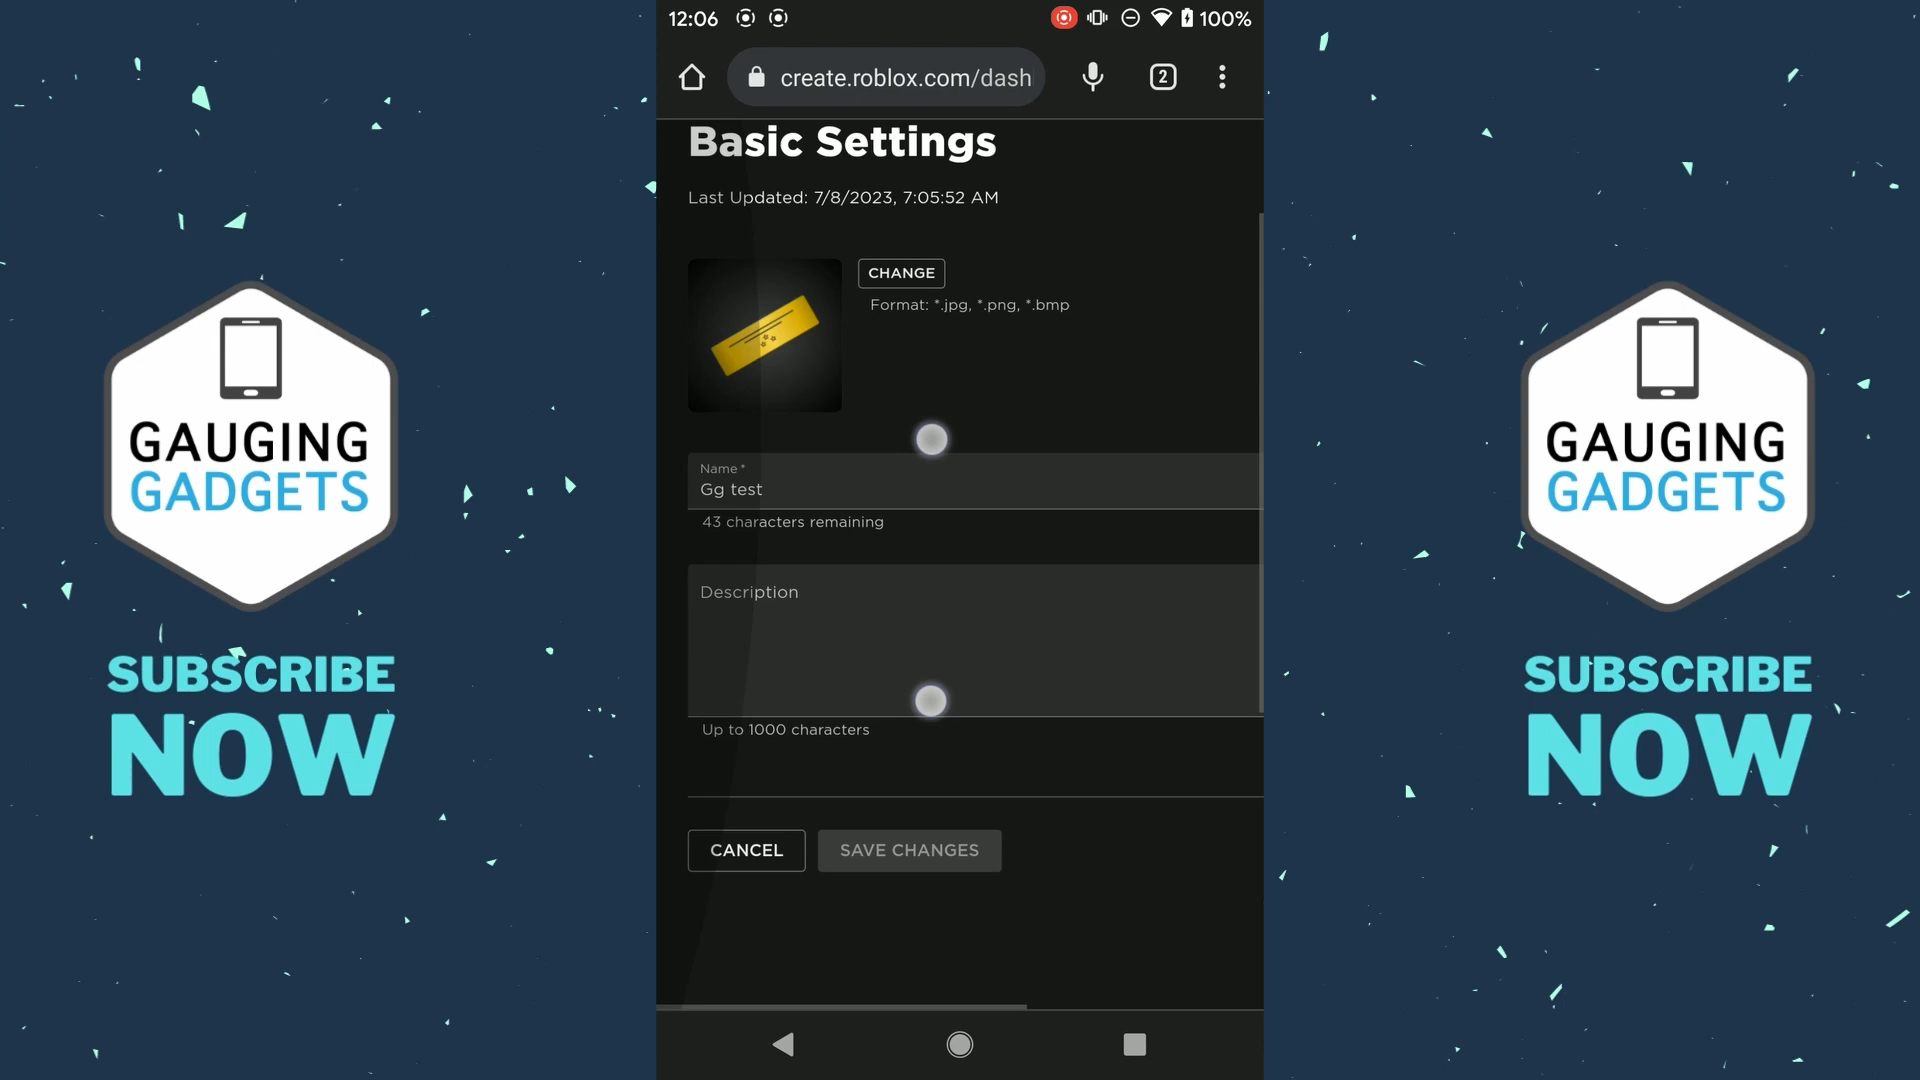 12:06
100%
create.roblox.com/dash
2
Basic Settings
Last Updated: 7/8/2023, 7:05:52 AM
CHANGE
Format: *.jpg, *.png, *.bmp
Name*
Gg test
43 characters remaining
Description
Up to 1000 characters
CANCEL
SAVE CHANGES
GAUGING
GADGETS
SUBSCRIBE
NOW
GAUGING
GADGETS
SUBSCRIBE
NOW